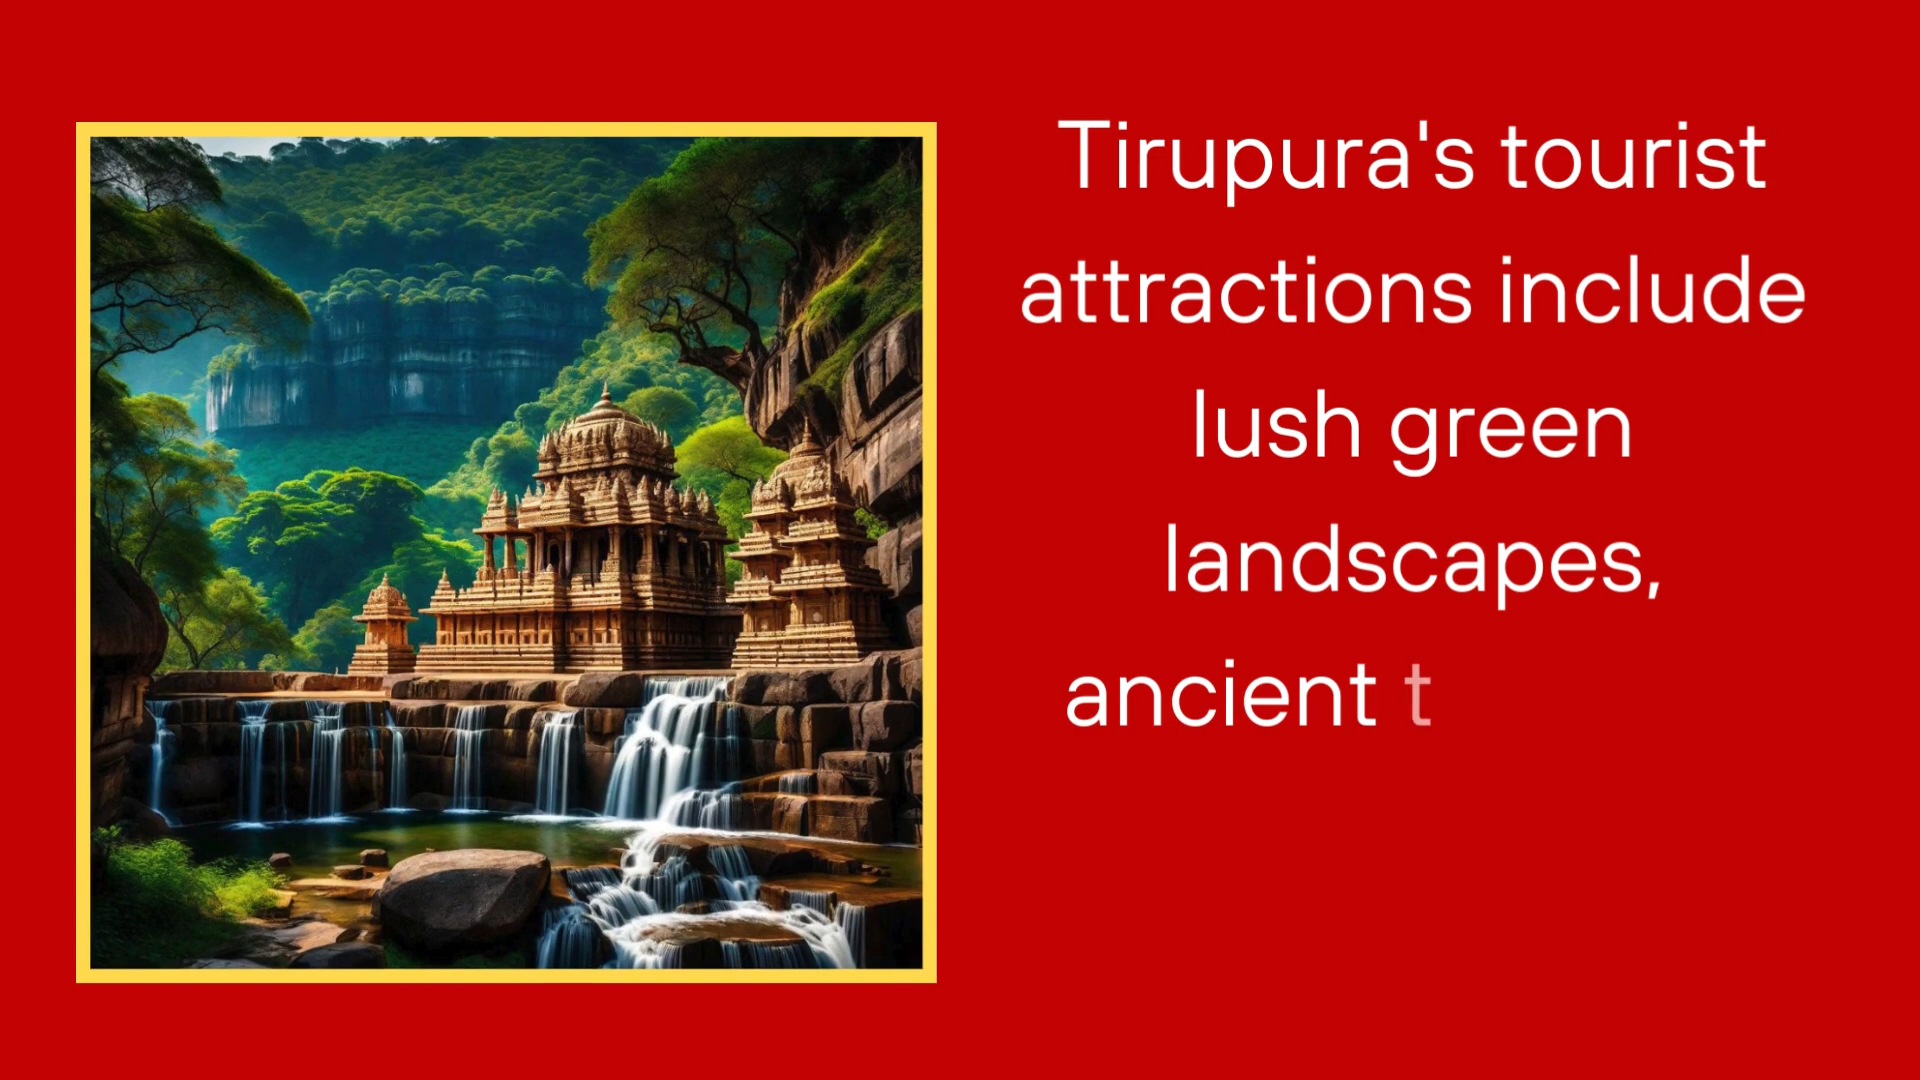 Tirupura's tourist
attractions include
lush green
landscapes,
ancient t